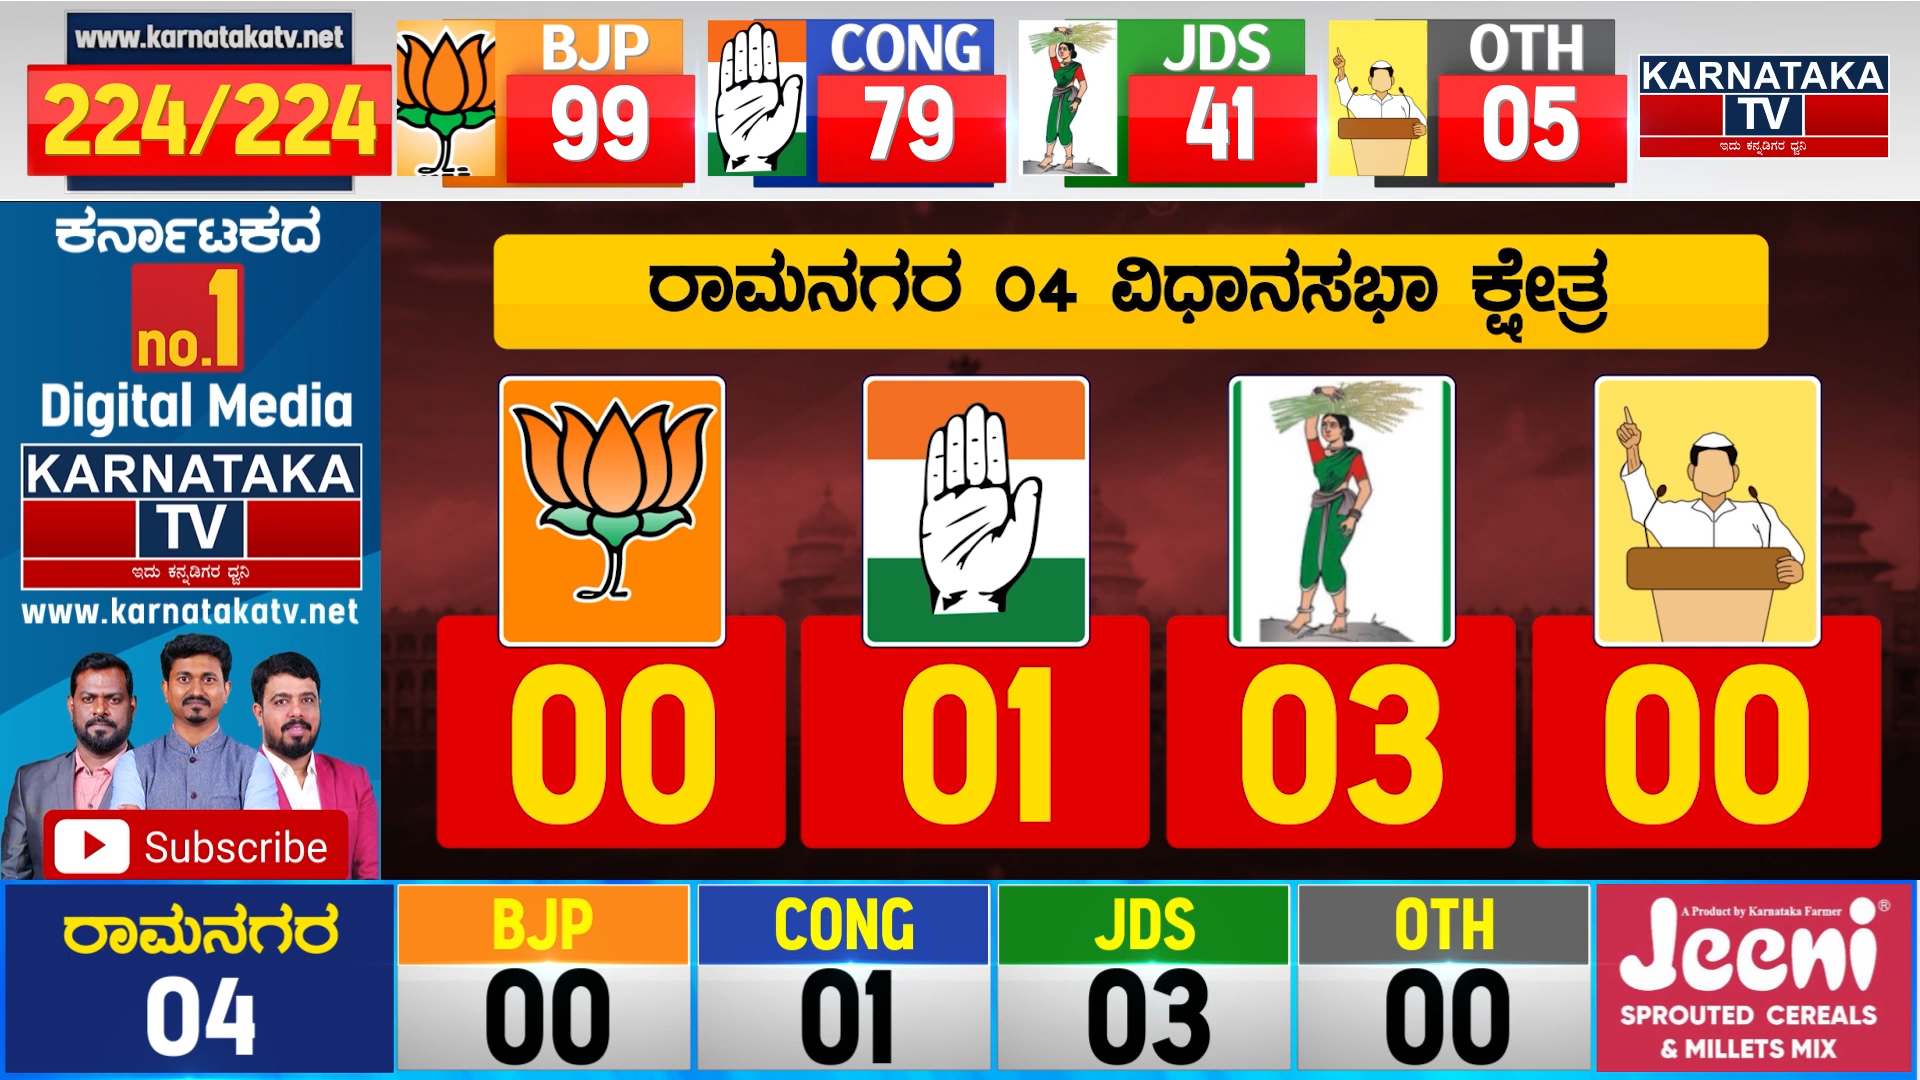 www.karnatakatv.net
224/224
BJP
99
CONG
79
JDS
41
OTH
05
KARNATAKA
TV
ಇದು ಕನ್ನಡಿಗರ ಧ್ವನಿ
ಕರ್ನಾಟಕದ
no.1
Digital Media
KARNATAKA
TV
ಇದು ಕನ್ನಡಿಗರ ಧ್ವನಿ
www.karnatakatv.net
Subscribe
ರಾಮನಗರ 04 ವಿಧಾನಸಭಾ ಕ್ಷೇತ್ರ
00
01
03
00
ರಾಮನಗರ
04
BJP
00
CONG
01
JDS
03
OTH
00
A Product by Karnataka Farmer
Jeeni®
SPROUTED CEREALS
& MILLETS MIX